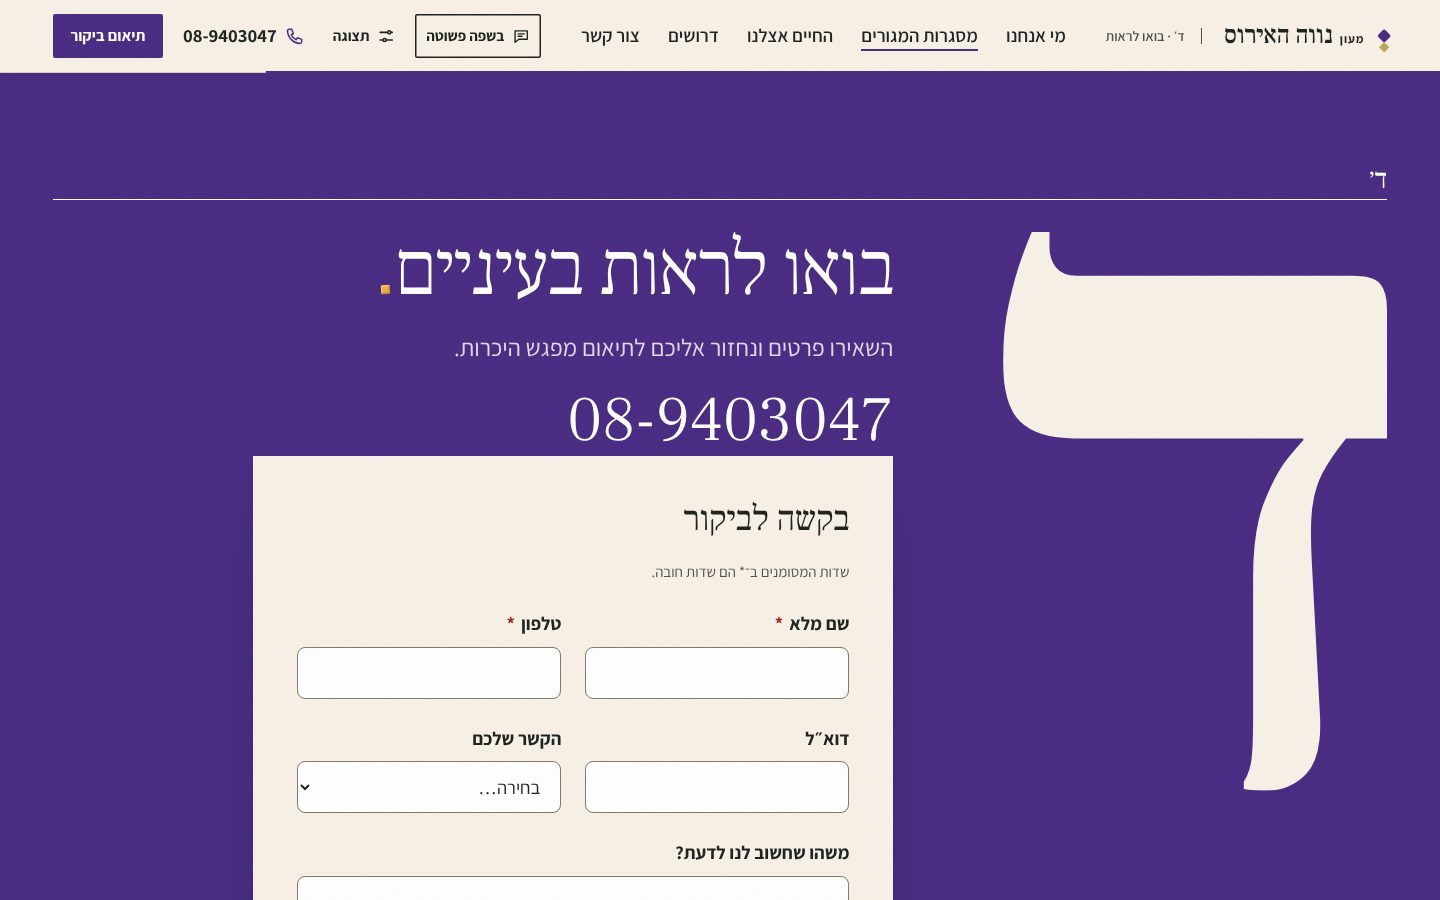 מעון נווה האירוס | ד׳ · בואו לראות מי אנחנו מסגרות המגורים החיים אצלנו דרושים צור קשר בשפה פשוטה תצוגה 08-9403047 תיאום ביקור
ד׳
ד
בואו לראות בעיניים.
השאירו פרטים ונחזור אליכם לתיאום מפגש היכרות.
08-9403047
בקשה לביקור
שדות המסומנים ב־* הם שדות חובה.
שם מלא * טלפון *
דוא״ל הקשר שלכם
בחירה...
משהו שחשוב לנו לדעת?